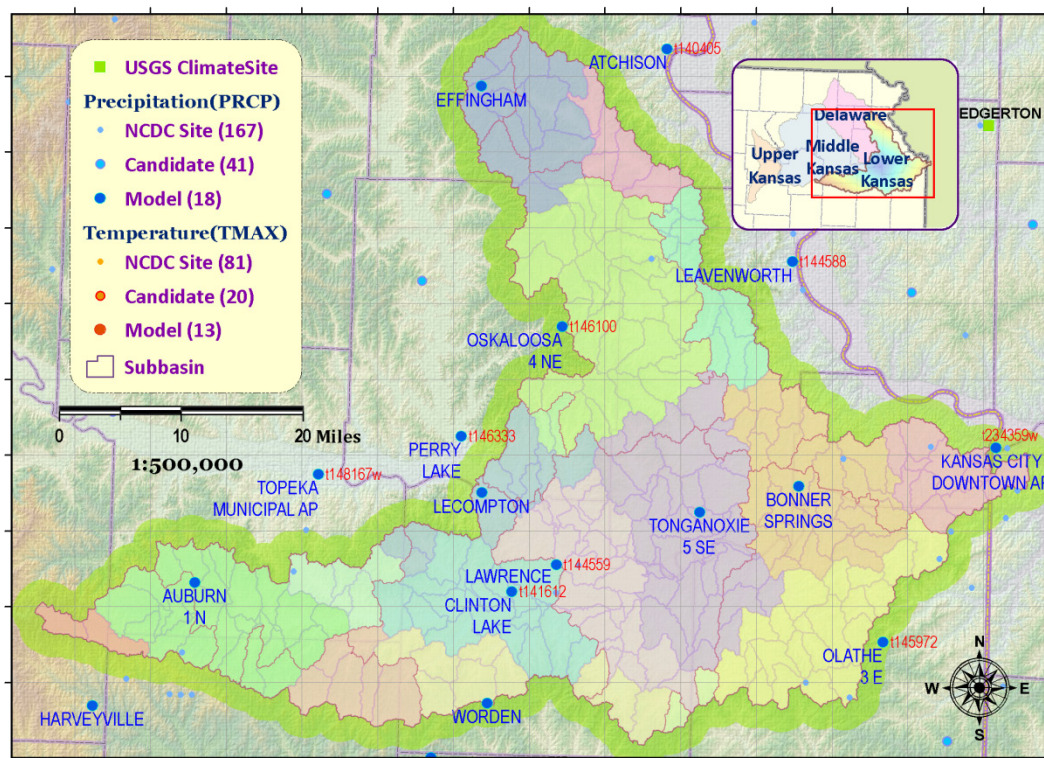 USGS ClimateSite
Precipitation(PRCP)
NCDC Site (167)
Candidate (41)
Model (18)
Temperature(TMAX)
NCDC Site (81)
Candidate (20)
Model (13)
Subbasin
0 10 20 Miles
1:500,000
ATCHISON
t140405
EFFINGHAM
Delaware
Upper
Kansas
Middle
Kansas
Lower
Kansas
EDGERTON
LEAVENWORTH
t144588
t146100
OSKALOOSA
4 NE
t146333
PERRY
LAKE
t148167w
TOPEKA
MUNICIPAL AP
LECOMPTON
t234359w
KANSAS CITY
DOWNTOWN AP
BONNER
SPRINGS
TONGANOXIE
5 SE
LAWRENCE
t144559
t141612
CLINTON
LAKE
AUBURN
1 N
t145972
OLATHE
3 E
N
W E
S
HARVEYVILLE
WORDEN